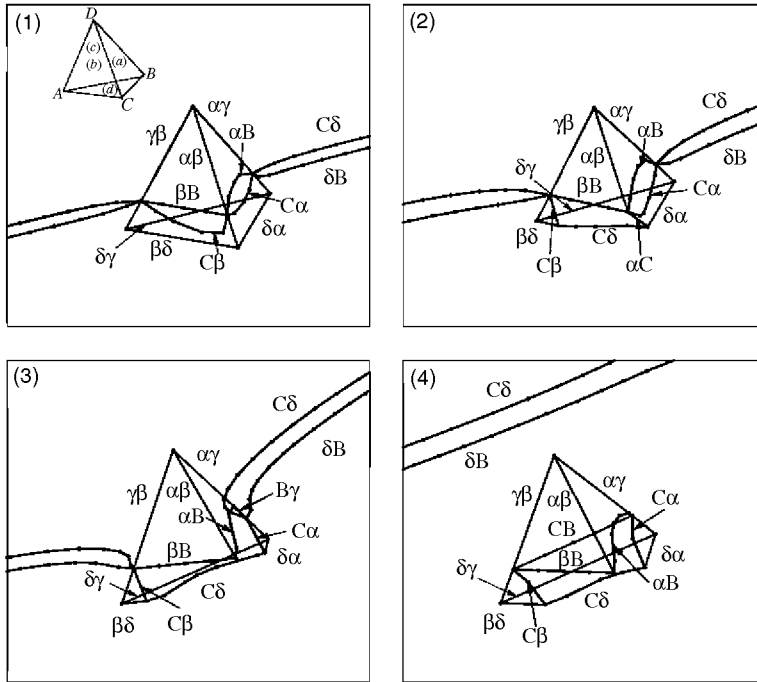 (1)
D
(c)
(a)
(b)
B
A
(d)
C
αγ
γβ
αB
Cδ
αβ
δB
βB
Cα
δα
δγ
βδ
Cβ
(2)
αγ
Cδ
γβ
αB
αβ
δB
δγ
βB
Cα
βδ
Cδ
δα
Cβ
αC
(3)
Cδ
αγ
δB
γβ
αβ
Bγ
αB
Cα
βB
δα
δγ
Cδ
βδ
Cβ
(4)
Cδ
δB
αγ
γβ
αβ
Cα
CB
δγ
βB
δα
αB
βδ
Cδ
Cβ